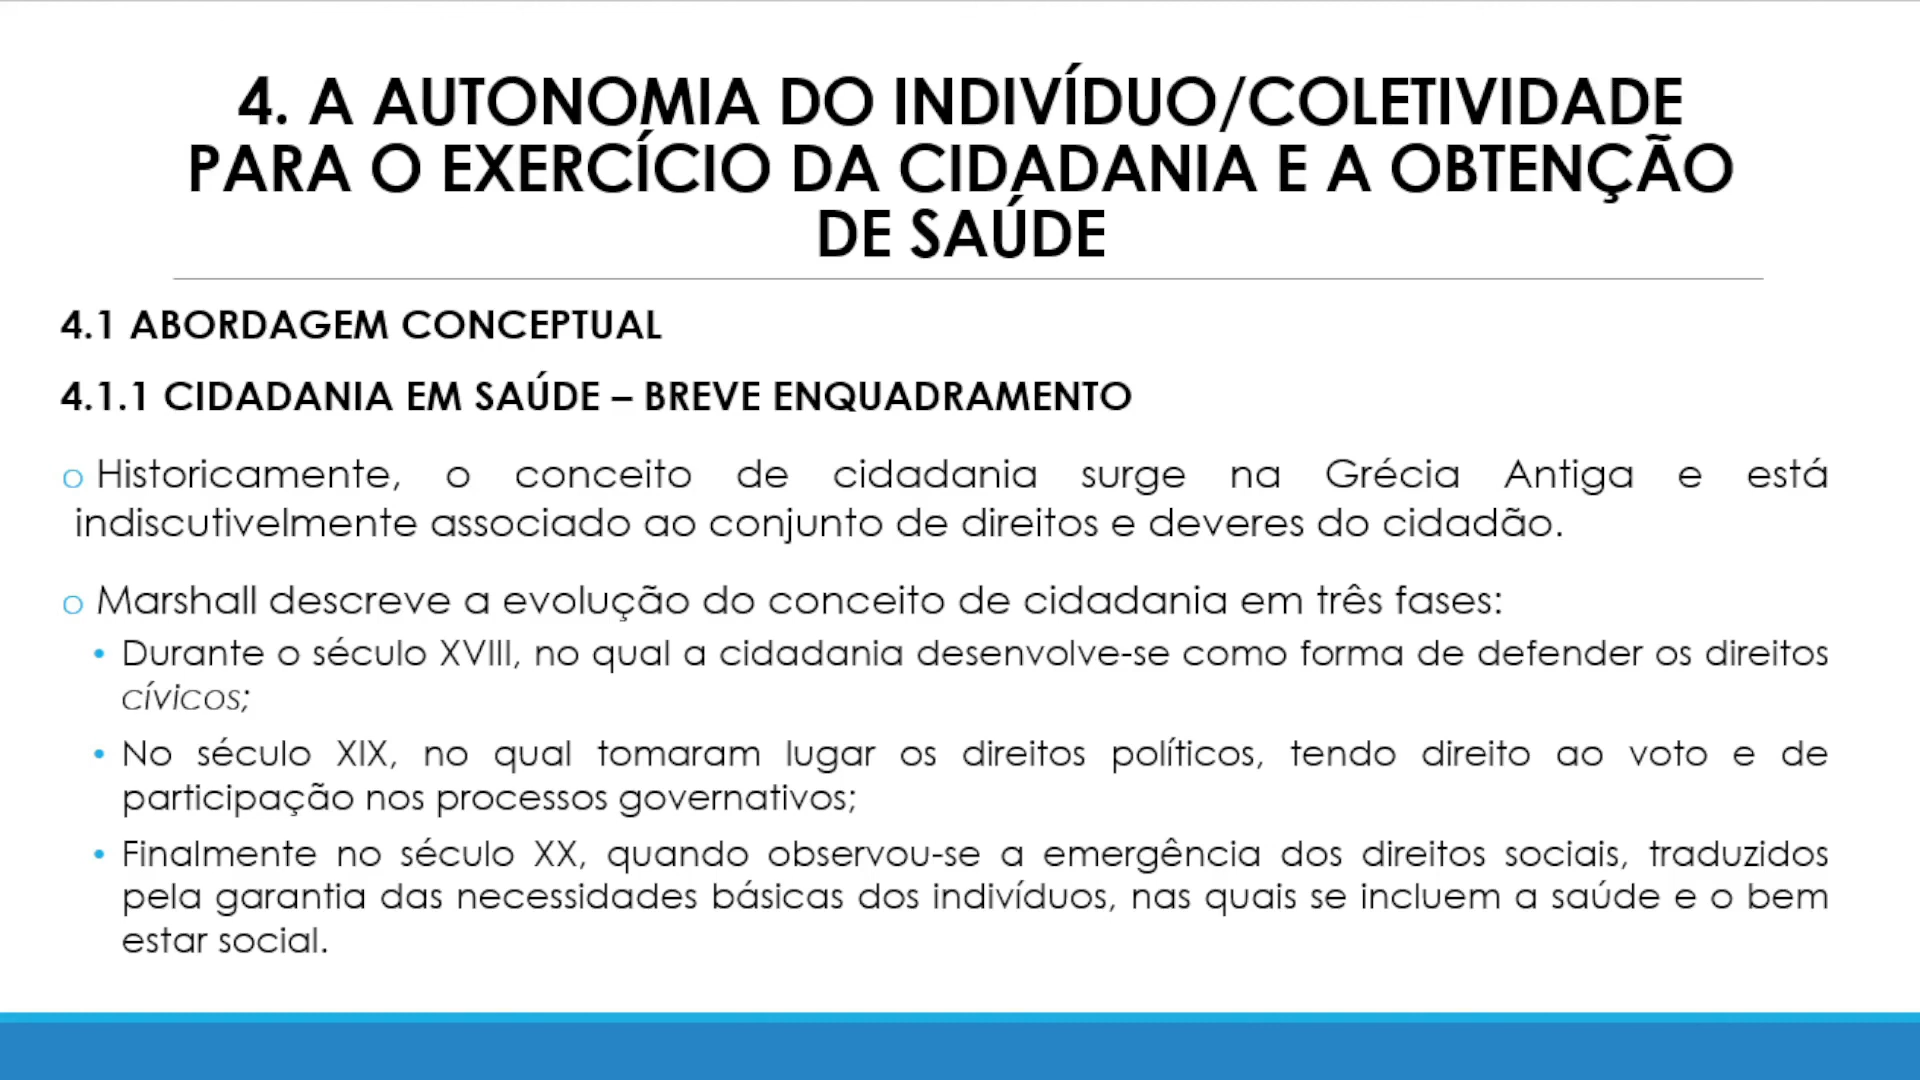 4. A AUTONOMIA DO INDIVÍDUO/COLETIVIDADE
PARA O EXERCÍCIO DA CIDADANIA E A OBTENÇÃO
DE SAÚDE
4.1 ABORDAGEM CONCEPTUAL
4.1.1 CIDADANIA EM SAÚDE – BREVE ENQUADRAMENTO
o Historicamente, o conceito de cidadania surge na Grécia Antiga e está
indiscutivelmente associado ao conjunto de direitos e deveres do cidadão.
o Marshall descreve a evolução do conceito de cidadania em três fases:
• Durante o século XVIII, no qual a cidadania desenvolve-se como forma de defender os direitos
cívicos;
• No século XIX, no qual tomaram lugar os direitos políticos, tendo direito ao voto e de
participação nos processos governativos;
• Finalmente no século XX, quando observou-se a emergência dos direitos sociais, traduzidos
pela garantia das necessidades básicas dos indivíduos, nas quais se incluem a saúde e o bem
estar social.